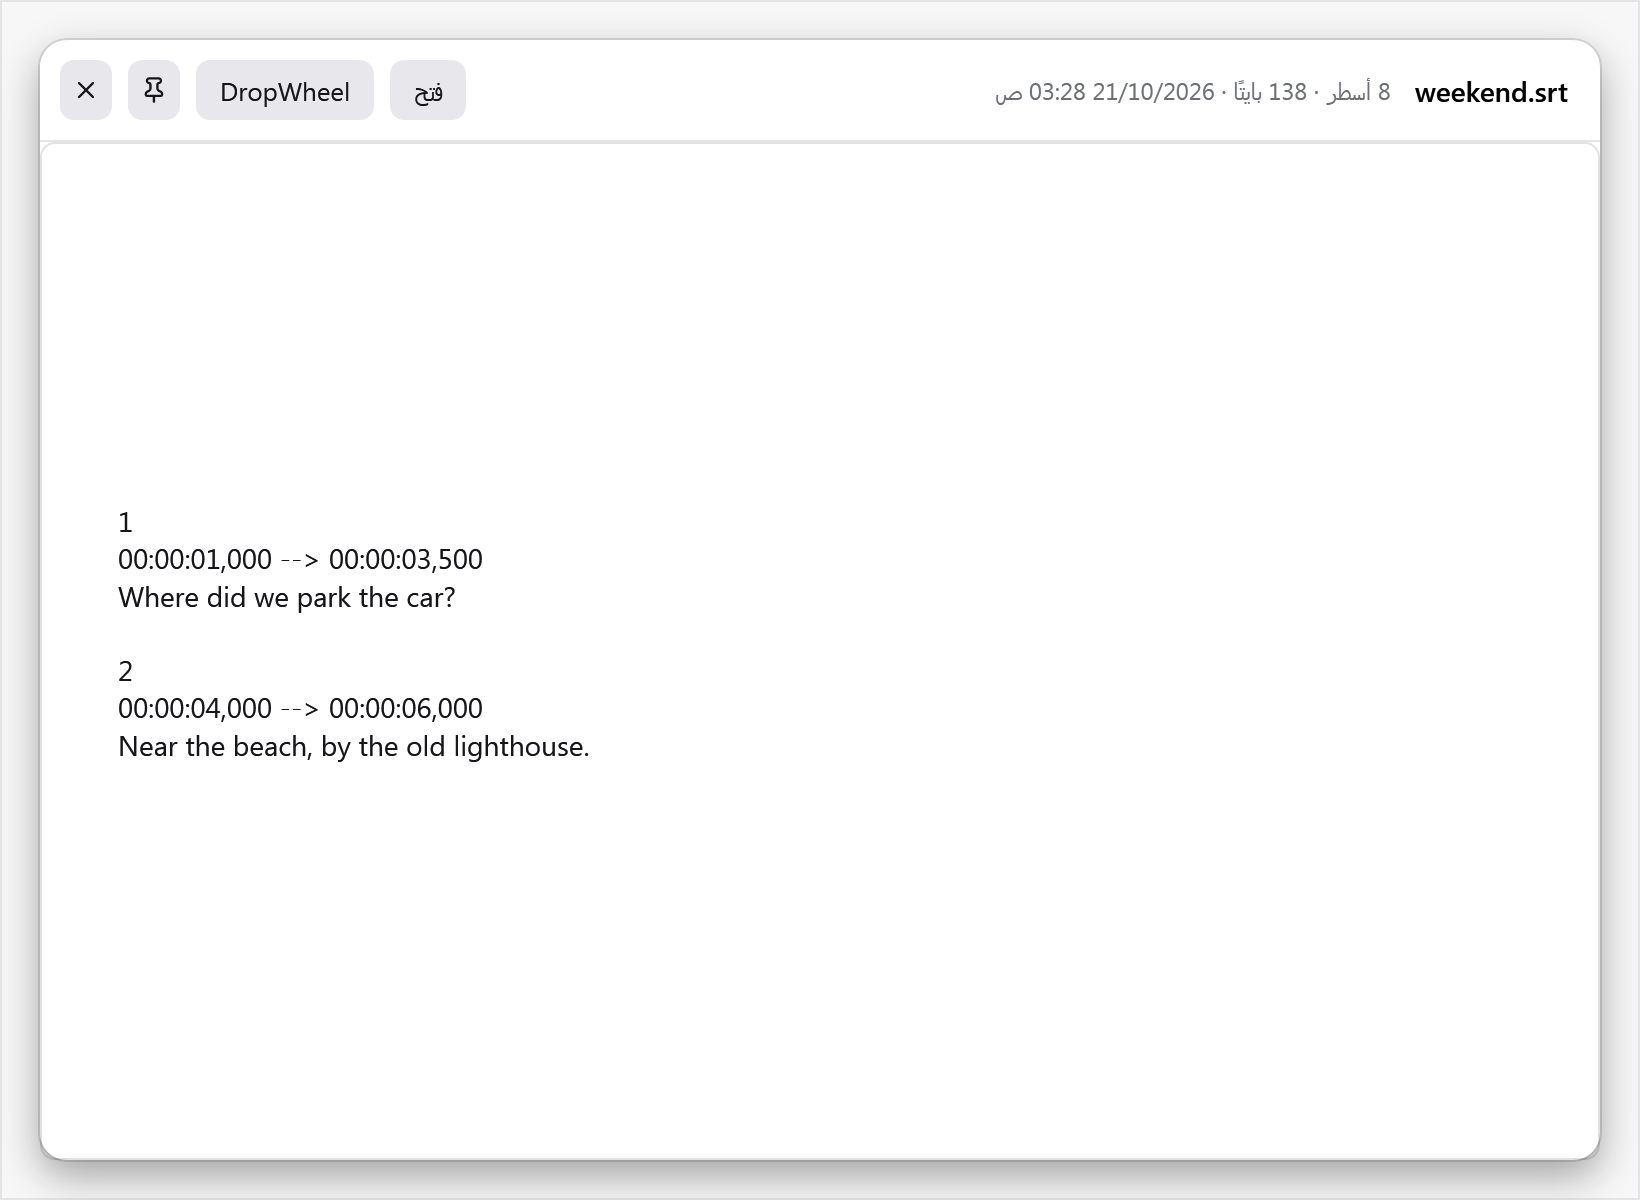 weekend.srt
8 أسطر · 138 بايتًا · 21/10/2026 03:28 ص
فتح
DropWheel
1
00:00:01,000 --> 00:00:03,500
Where did we park the car?
2
00:00:04,000 --> 00:00:06,000
Near the beach, by the old lighthouse.